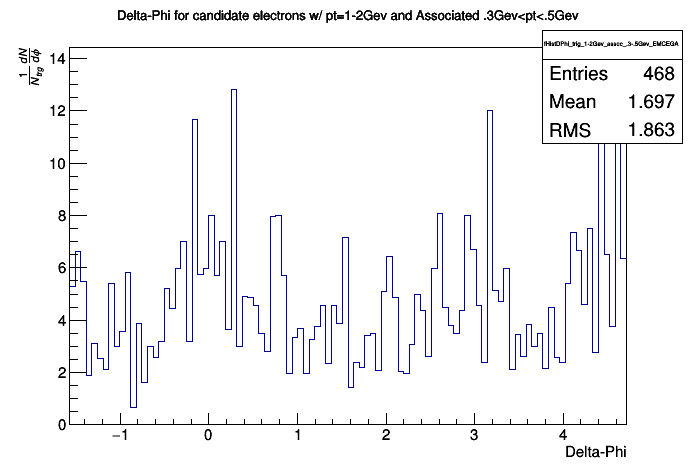 Delta-Phi for candidate electrons w/ pt=1-2Gev and Associated .3Gev<pt<.5Gev
fHistDPhi_trig_1-2Gev_assoc_.3-.5Gev_EMCEGA
Entries 468
Mean 1.697
RMS 1.863
1 dN
N_trg dϕ
14
12
10
8
6
4
2
0
−1 0 1 2 3 4
Delta-Phi